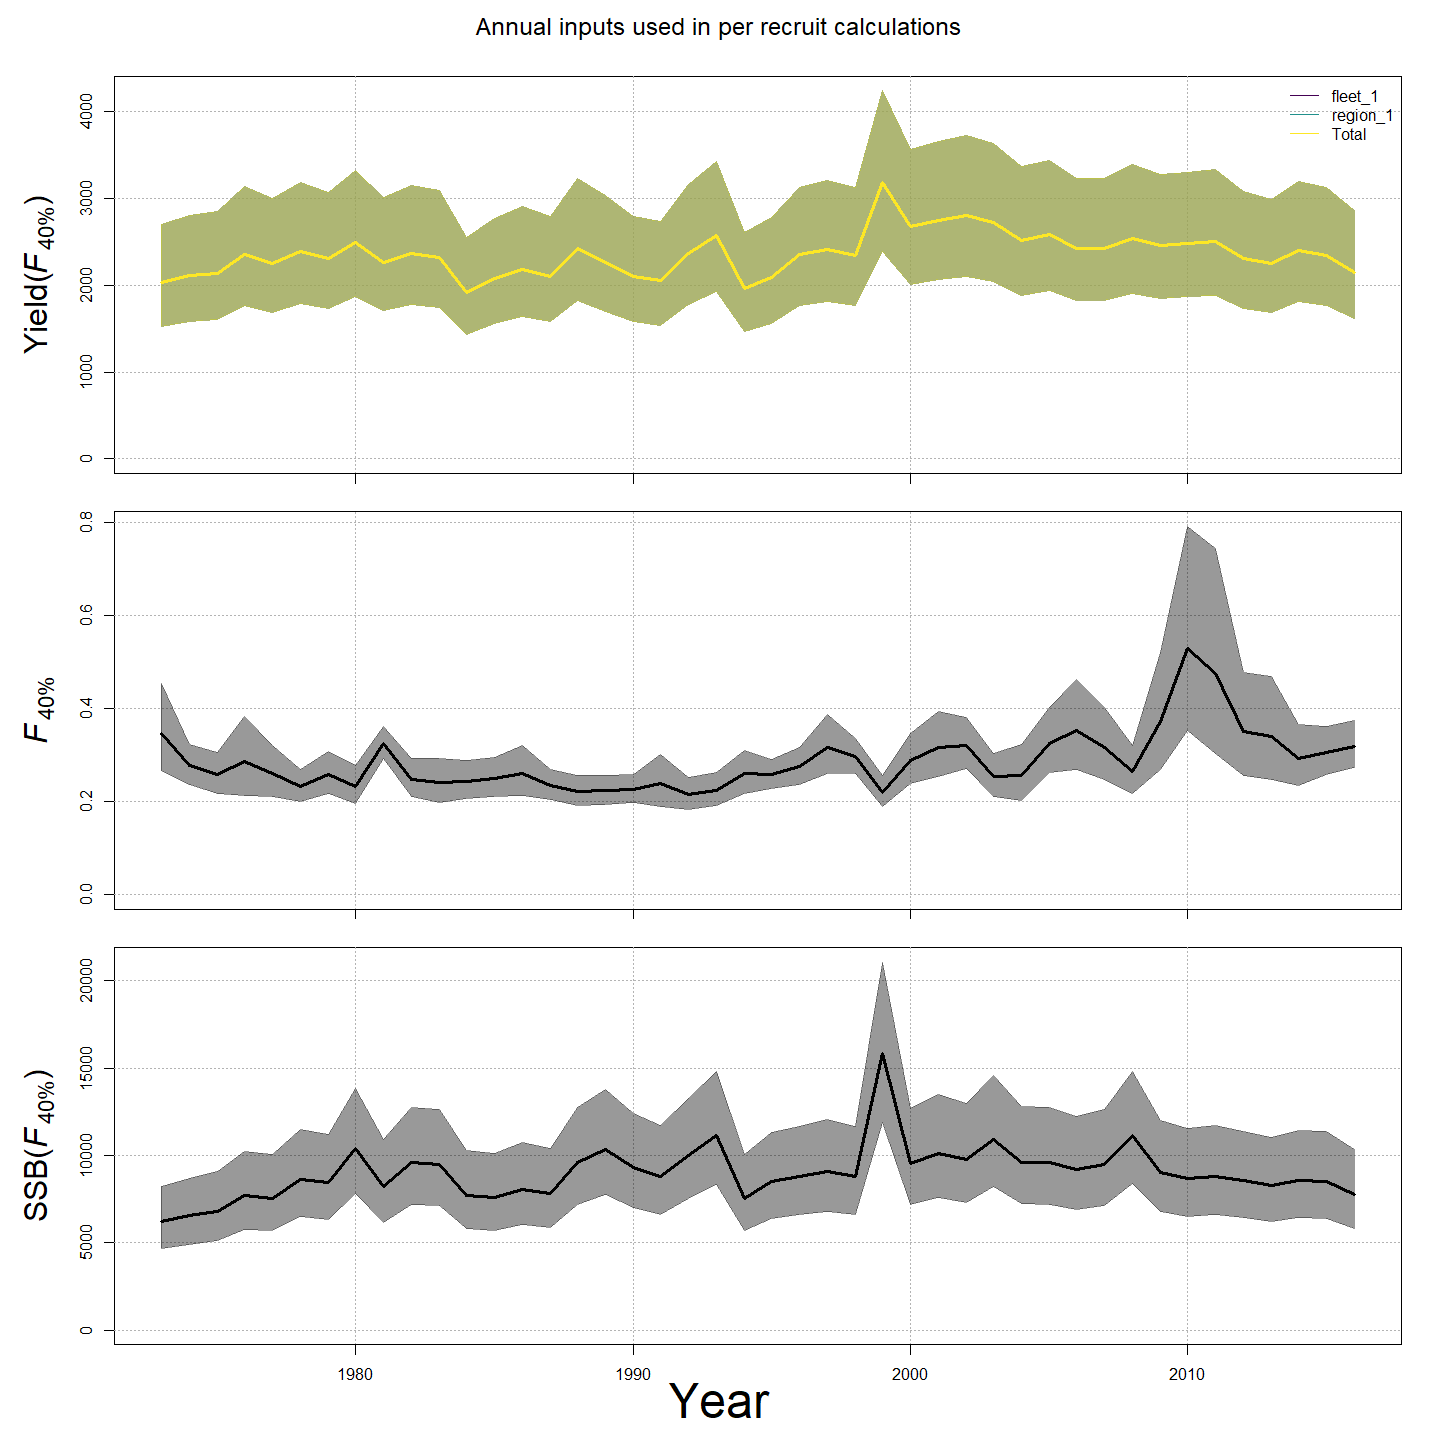 Annual inputs used in per recruit calculations
Yield(F40%)
4000
3000
2000
1000
0
fleet_1
region_1
Total
F40%
0.8
0.6
0.4
0.2
0.0
SSB(F40%)
20000
15000
10000
5000
0
1980 1990 2000 2010
Year